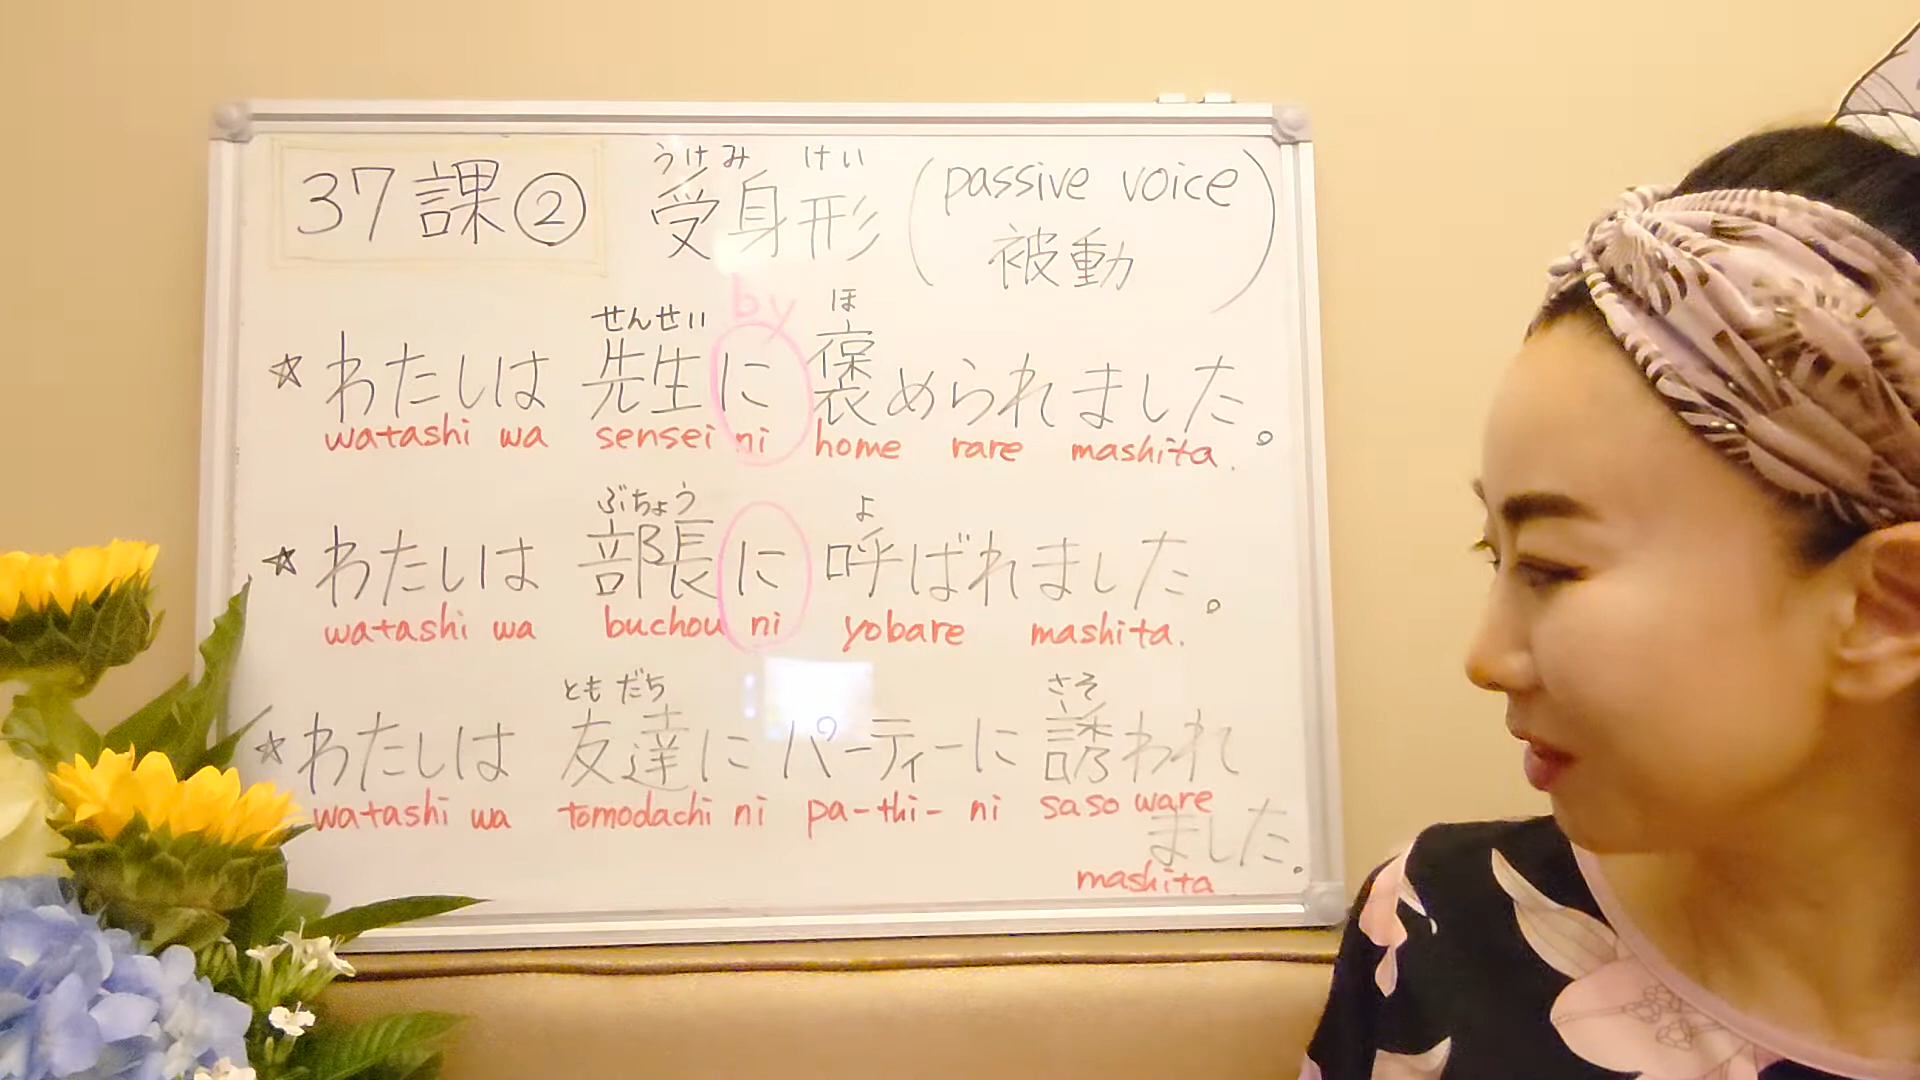 うけみ けい
37課② 受身形 (passive voice
被動)
by
せんせい ほ
☆わたしは 先生に 褒められました。
watashi wa sensei ni home rare mashita.
ぶちょう よ
☆わたしは 部長に 呼ばれました。
watashi wa buchou ni yobare mashita.
ともだち さそ
☆わたしは 友達に パーティーに 誘われ
watashi wa tomodachi ni pa-thi- ni saso ware
ました。
mashita